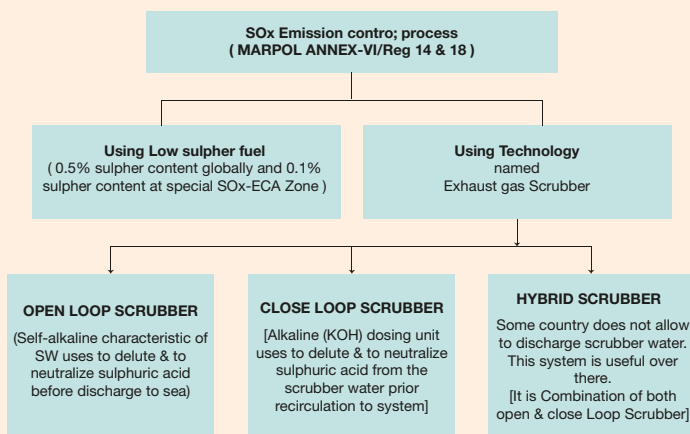 SOx Emission contro; process
( MARPOL ANNEX-VI/Reg 14 & 18 )
Using Low sulpher fuel
( 0.5% sulpher content globally and 0.1%
sulpher content at special SOx-ECA Zone )
Using Technology
named
Exhaust gas Scrubber
OPEN LOOP SCRUBBER
(Self-alkaline characteristic of
SW uses to delute & to
neutralize sulphuric acid
before discharge to sea)
CLOSE LOOP SCRUBBER
[Alkaline (KOH) dosing unit
uses to delute & to neutralize
sulphuric acid from the
scrubber water prior
recirculation to system]
HYBRID SCRUBBER
Some country does not allow
to discharge scrubber water.
This system is useful over
there.
[It is Combination of both
open & close Loop Scrubber]